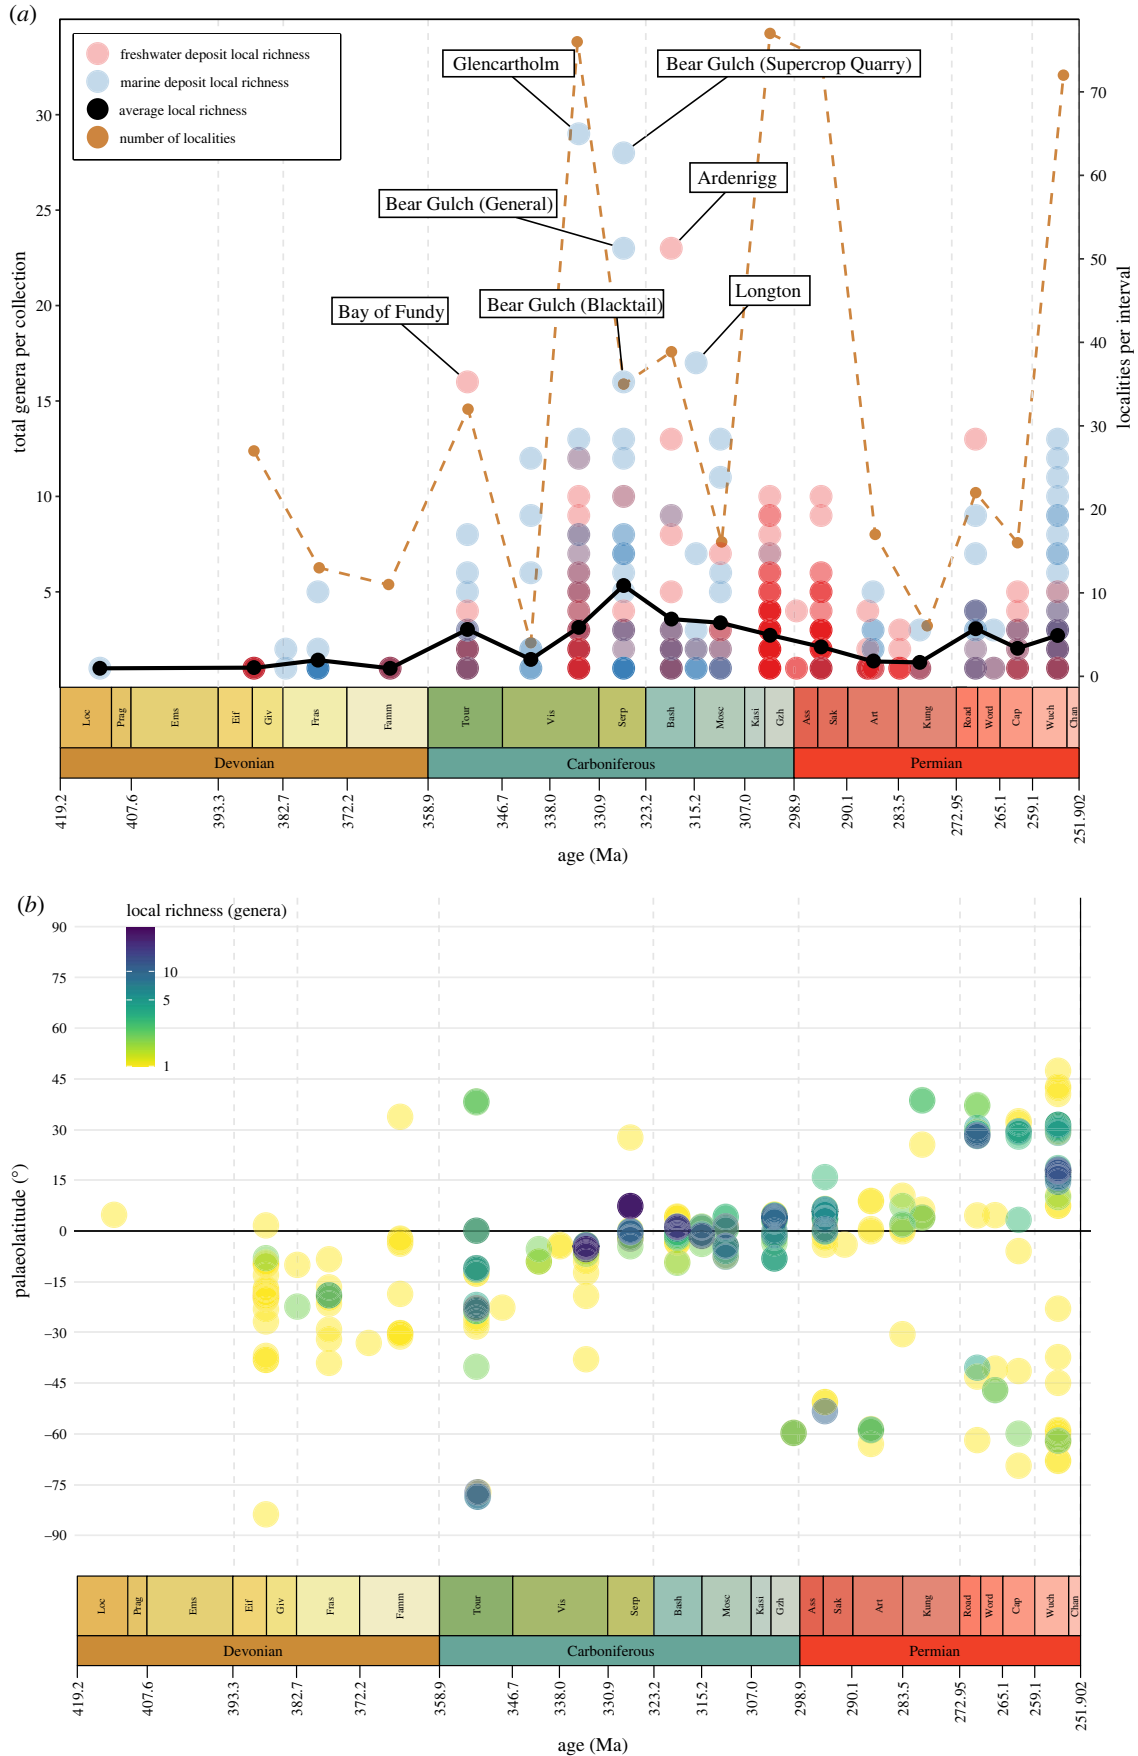 (a)
freshwater deposit local richness
marine deposit local richness
average local richness
number of localities
Glencartholm
Bear Gulch (Supercrop Quarry)
Ardenrigg
Bear Gulch (General)
Longton
Bear Gulch (Blacktail)
Bay of Fundy
total genera per collection
30
25
20
15
10
5
localities per interval
70
60
50
40
30
20
10
0
Loc Prag Ems Eif Giv Fras Famm Tour Vis Serp Bash Mosc Kasi Gzh Ass Sak Art Kung Road Word Cap Wuch Chan
Devonian Carboniferous Permian
419.2 407.6 393.3 382.7 372.2 358.9 346.7 338.0 330.9 323.2 315.2 307.0 298.9 290.1 283.5 272.95 265.1 259.1 251.902
age (Ma)
(b)
local richness (genera)
10
5
1
palaeolatitude (°)
90
75
60
45
30
15
0
−15
−30
−45
−60
−75
−90
Loc Prag Ems Eif Giv Fras Famm Tour Vis Serp Bash Mosc Kasi Gzh Ass Sak Art Kung Road Word Cap Wuch Chan
Devonian Carboniferous Permian
419.2 407.6 393.3 382.7 372.2 358.9 346.7 338.0 330.9 323.2 315.2 307.0 298.9 290.1 283.5 272.95 265.1 259.1 251.902
age (Ma)